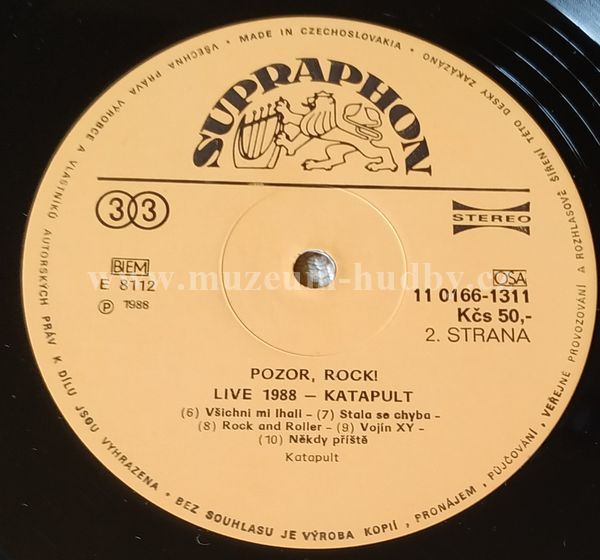 • MADE IN CZECHOSLOVAKIA • VEŘEJNÉ PROVOZOVÁNÍ A ROZHLASOVÉ ŠÍŘENÍ TÉTO DESKY ZAKÁZÁNO
VŠECHNA PRÁVA VÝROBCE A VLASTNÍKŮ AUTORSKÝCH PRÁV K DÍLU JSOU VYHRAZENA • BEZ SOUHLASU JE VÝROBA KOPIÍ, PRONÁJEM, PŮJČOVÁNÍ,
SUPRAPHON
33
STEREO
BIEM
OSA
www.muzeum-hudby.c
E 8112
11 0166-1311
Ⓟ 1988
Kčs 50,-
2. STRANA
POZOR, ROCK!
LIVE 1988 – KATAPULT
(6) Všichni mi lhali – (7) Stala se chyba –
(8) Rock and Roller – (9) Vojín XY –
(10) Někdy příště
Katapult